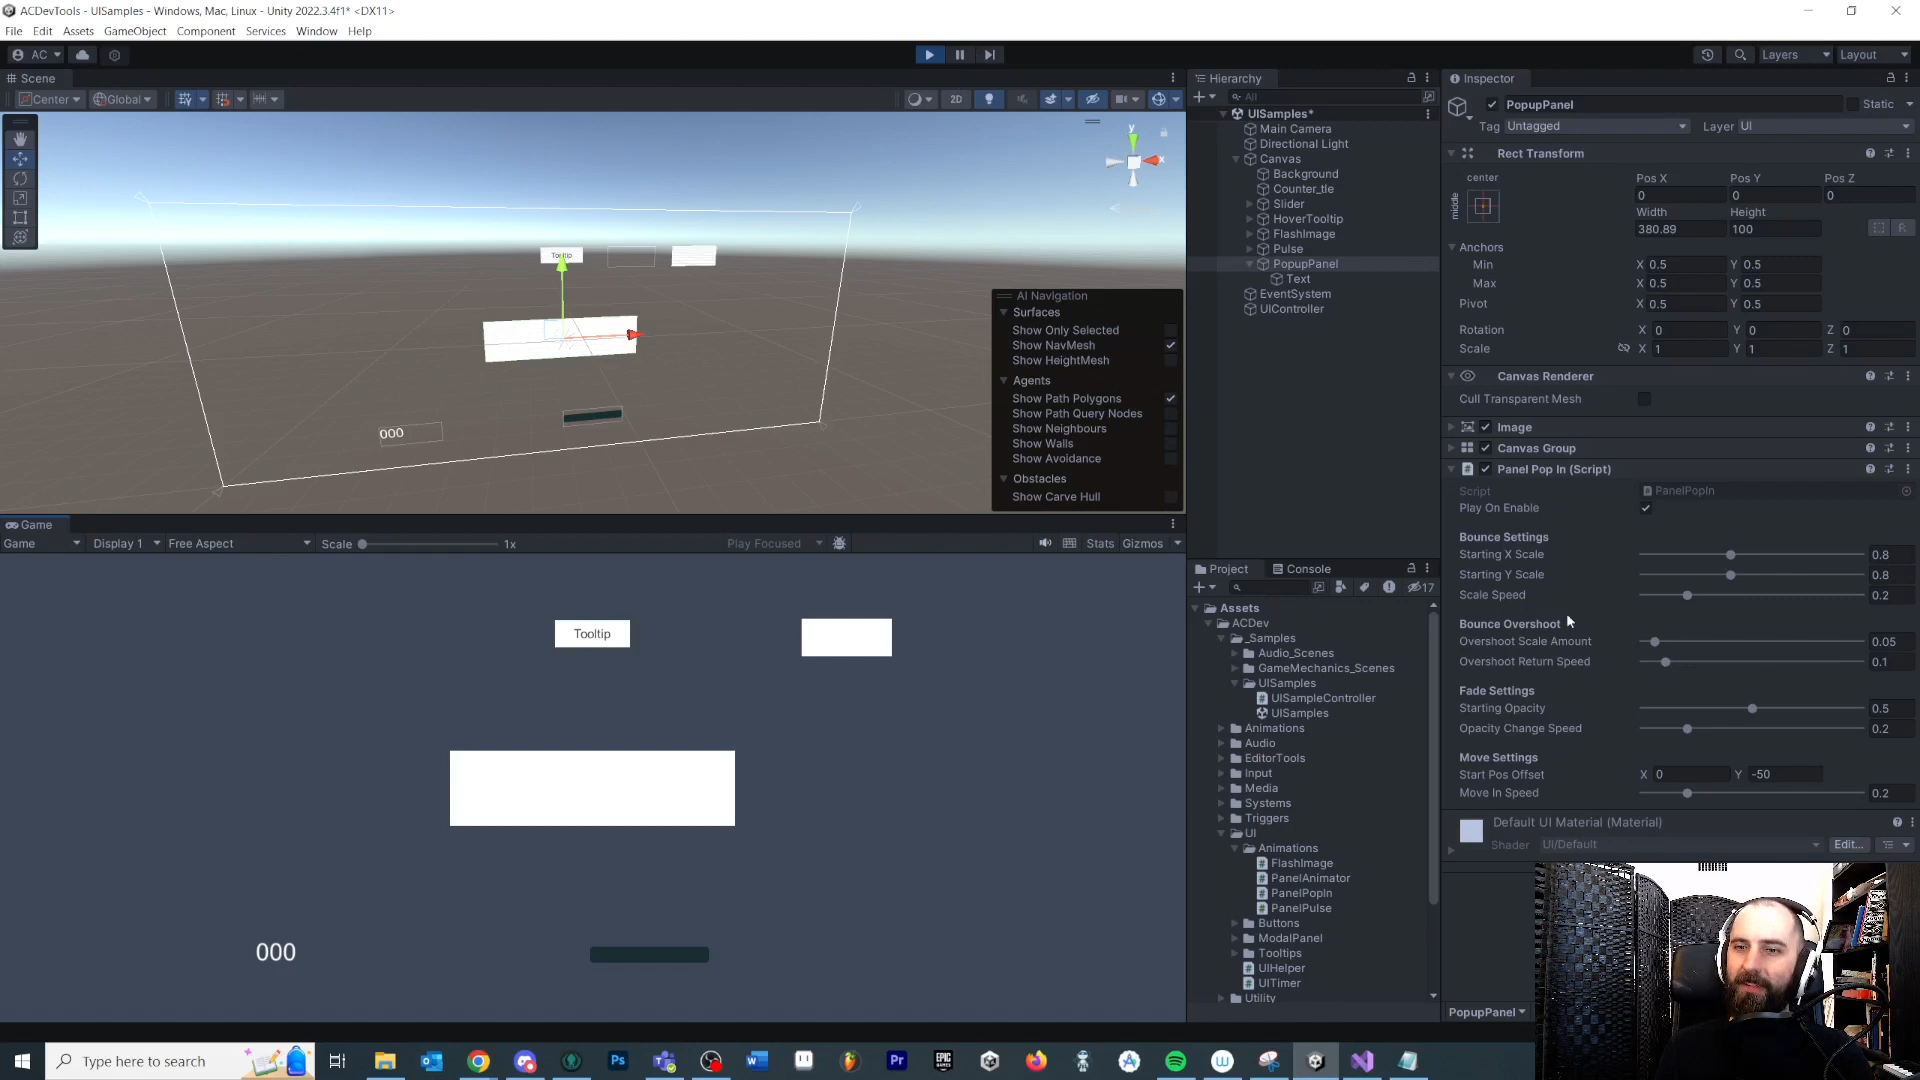 ACDevTools - UISamples - Windows, Mac, Linux - Unity 2022.3.4f1* <DX11>
File Edit Assets GameObject Component Services Window Help
AC
Layers
Layout
Scene
Center
Global
2D
y
x
Tooltip
000
AI Navigation
Surfaces
Show Only Selected
Show NavMesh
Show HeightMesh
Agents
Show Path Polygons
Show Path Query Nodes
Show Neighbours
Show Walls
Show Avoidance
Obstacles
Show Carve Hull
Game
Game
Display 1
Free Aspect
Scale
1x
Play Focused
Stats
Gizmos
Tooltip
000
Hierarchy
All
UISamples*
Main Camera
Directional Light
Canvas
Background
Counter_tle
Slider
HoverTooltip
FlashImage
Pulse
PopupPanel
Text
EventSystem
UIController
Project
Console
17
Assets
ACDev
_Samples
Audio_Scenes
GameMechanics_Scenes
UISamples
UISampleController
UISamples
Animations
Audio
EditorTools
Input
Media
Systems
Triggers
UI
Animations
FlashImage
PanelAnimator
PanelPopIn
PanelPulse
Buttons
ModalPanel
Tooltips
UIHelper
UITimer
Utility
Inspector
PopupPanel
Static
Tag Untagged
Layer UI
Rect Transform
center
middle
Pos X Pos Y Pos Z
0 0 0
Width Height
380.89 100
R
Anchors
Min X 0.5 Y 0.5
Max X 0.5 Y 0.5
Pivot X 0.5 Y 0.5
Rotation X 0 Y 0 Z 0
Scale X 1 Y 1 Z 1
Canvas Renderer
Cull Transparent Mesh
Image
Canvas Group
Panel Pop In (Script)
Script PanelPopIn
Play On Enable
Bounce Settings
Starting X Scale 0.8
Starting Y Scale 0.8
Scale Speed 0.2
Bounce Overshoot
Overshoot Scale Amount 0.05
Overshoot Return Speed 0.1
Fade Settings
Starting Opacity 0.5
Opacity Change Speed 0.2
Move Settings
Start Pos Offset X 0 Y -50
Move In Speed 0.2
Default UI Material (Material)
Shader UI/Default
Edit...
PopupPanel
Type here to search
Ps
W
Pr
EPIC GAMES